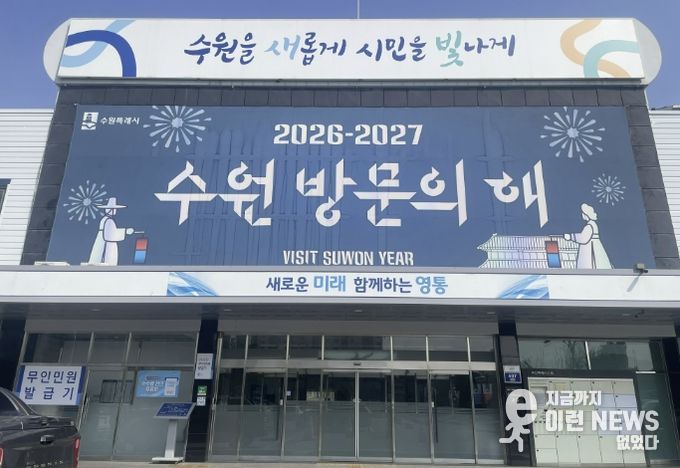 수원을 새롭게 시민을 빛나게
수원특례시
2026-2027
수원 방문의 해
VISIT SUWON YEAR
새로운 미래 함께하는 영통
무인민원
발급기
지금까지
이런 NEWS
없었다